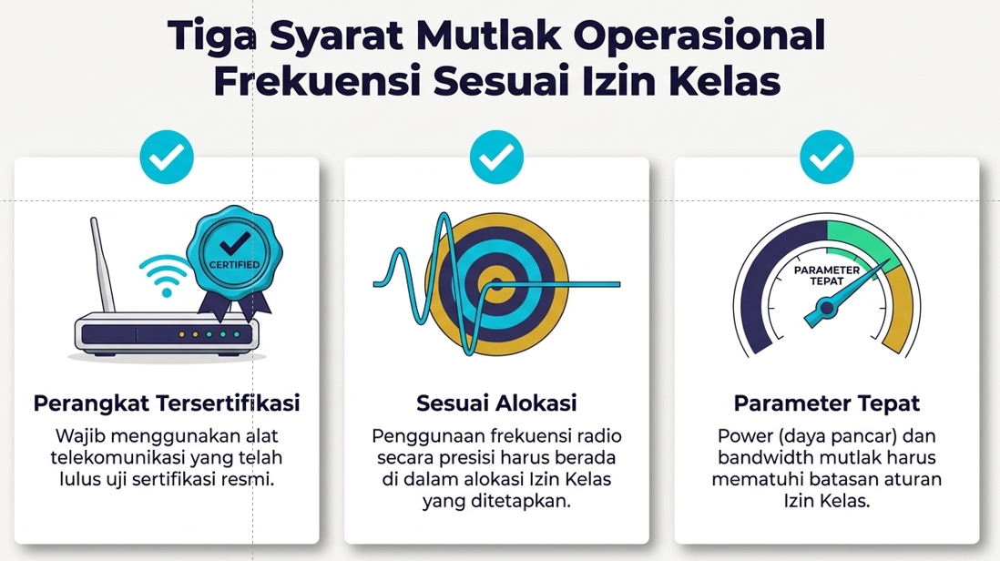 Tiga Syarat Mutlak Operasional
Frekuensi Sesuai Izin Kelas
CERTIFIED
Perangkat Tersertifikasi
Wajib menggunakan alat
telekomunikasi yang telah
lulus uji sertifikasi resmi.
Sesuai Alokasi
Penggunaan frekuensi radio
secara presisi harus berada
di dalam alokasi Izin Kelas
yang ditetapkan.
PARAMETER
TEPAT
Parameter Tepat
Power (daya pancar) dan
bandwidth mutlak harus
mematuhi batasan aturan
Izin Kelas.